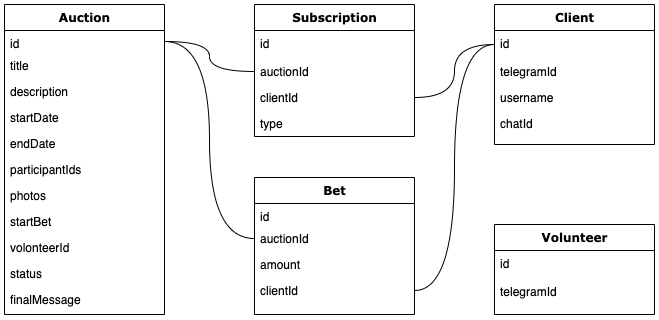 Auction
id
title
description
startDate
endDate
participantIds
photos
startBet
volonteerId
status
finalMessage
Subscription
id
auctionId
clientId
type
Bet
id
auctionId
amount
clientId
Client
id
telegramId
username
chatId
Volunteer
id
telegramId